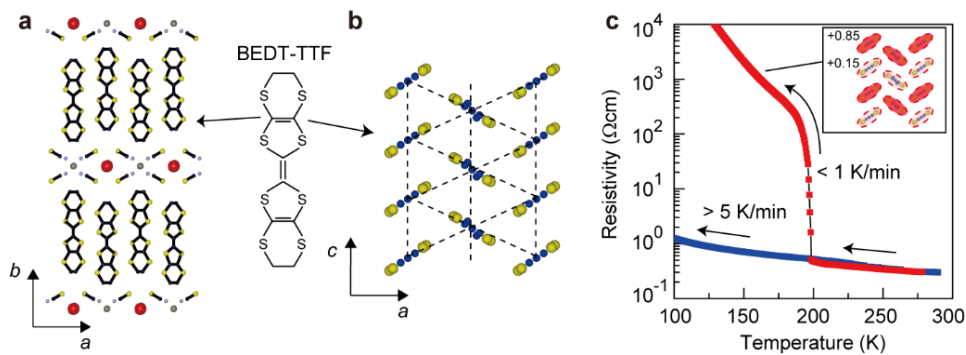 a
b
a
BEDT-TTF
S S
S S
S S
S S
b
c
a
c
Resistivity (Ωcm)
10^4
10^3
10^2
10^1
10^0
10^-1
+0.85
+0.15
< 1 K/min
> 5 K/min
100 150 200 250 300
Temperature (K)